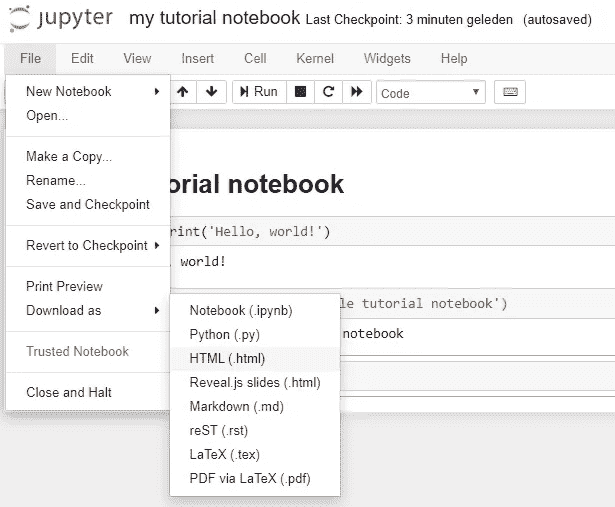 jupyter my tutorial notebook Last Checkpoint: 3 minuten geleden (autosaved)
File Edit View Insert Cell Kernel Widgets Help
New Notebook
Open...
Make a Copy...
Rename...
Save and Checkpoint
Revert to Checkpoint
Print Preview
Download as
Trusted Notebook
Close and Halt
Run
Code
orial notebook
rint('Hello, world!')
world!
le tutorial notebook')
notebook
Notebook (.ipynb)
Python (.py)
HTML (.html)
Reveal.js slides (.html)
Markdown (.md)
reST (.rst)
LaTeX (.tex)
PDF via LaTeX (.pdf)